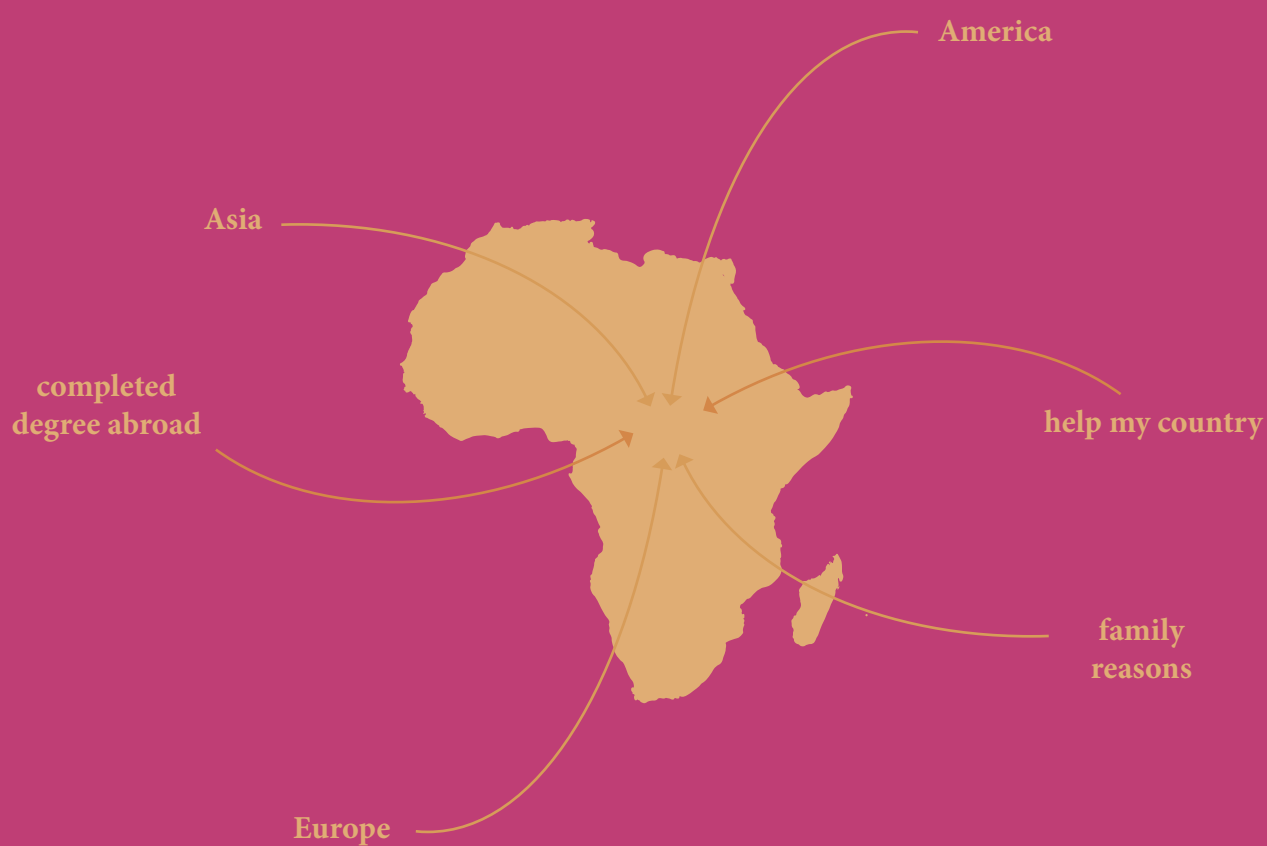 America
Asia
completed
degree abroad
help my country
family
reasons
Europe